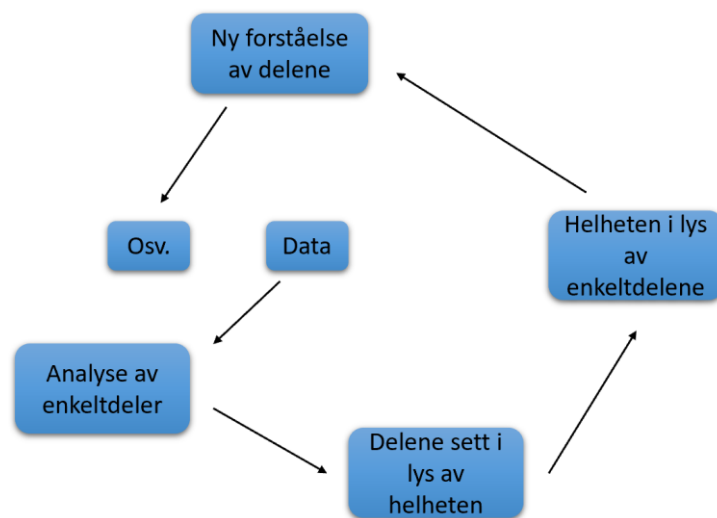 Ny forståelse
av delene
Osv.
Data
Helheten i lys
av
enkeltdelene
Analyse av
enkeltdeler
Delene sett i
lys av
helheten